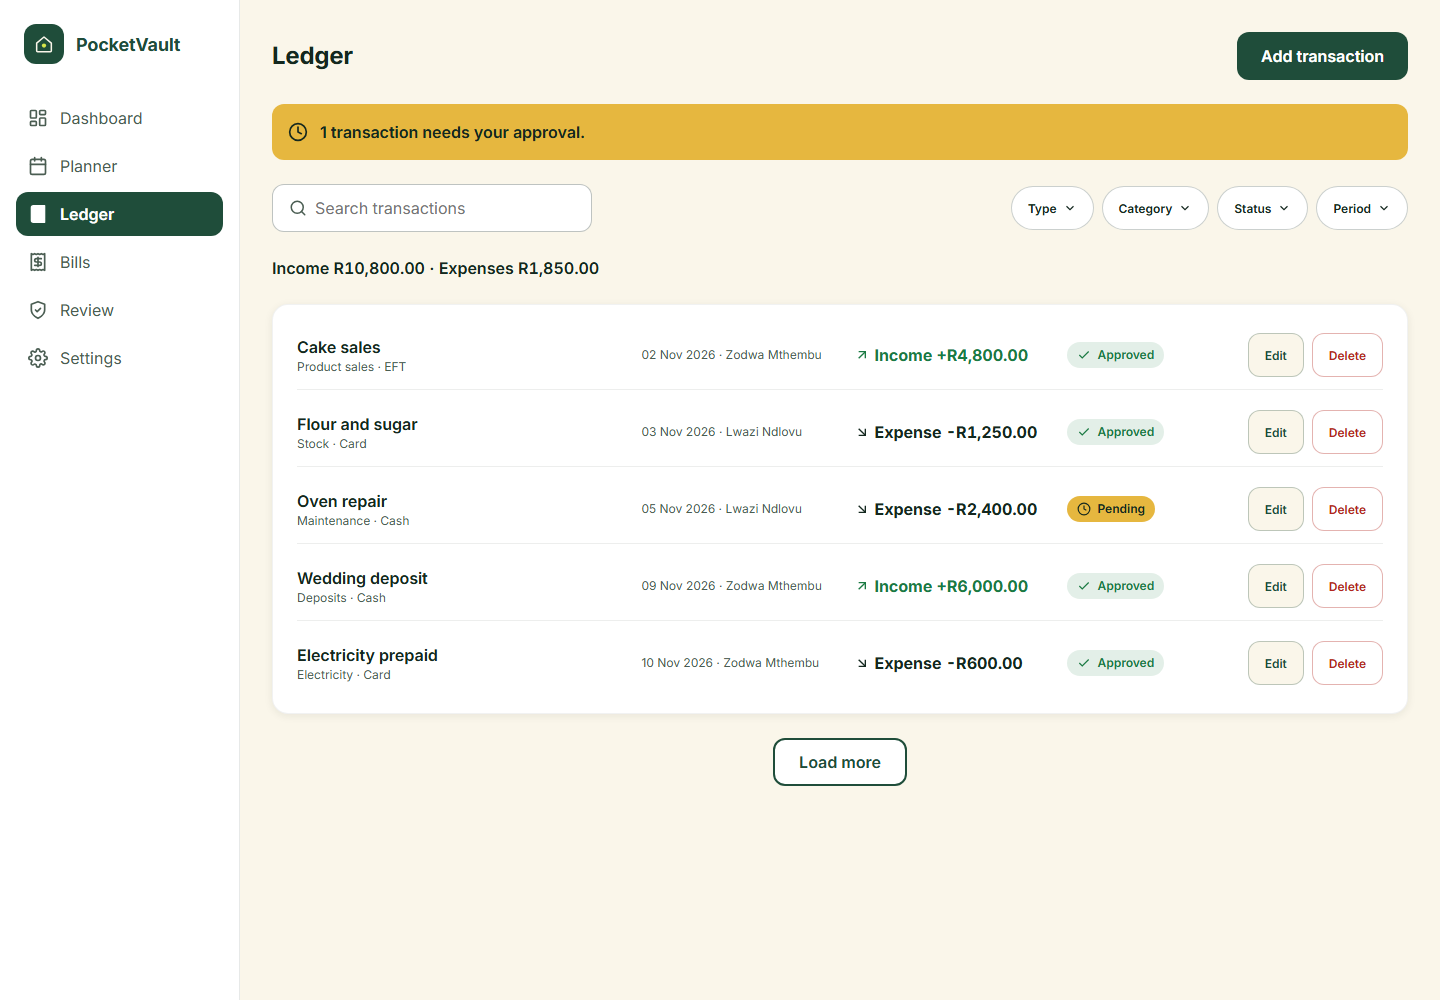 PocketVault
Dashboard
Planner
Ledger
Bills
Review
Settings
Ledger
Add transaction
1 transaction needs your approval.
Search transactions
Type
Category
Status
Period
Income R10,800.00 · Expenses R1,850.00
Cake sales
Product sales · EFT
02 Nov 2026 · Zodwa Mthembu
Income +R4,800.00
Approved
Edit
Delete
Flour and sugar
Stock · Card
03 Nov 2026 · Lwazi Ndlovu
Expense -R1,250.00
Approved
Edit
Delete
Oven repair
Maintenance · Cash
05 Nov 2026 · Lwazi Ndlovu
Expense -R2,400.00
Pending
Edit
Delete
Wedding deposit
Deposits · Cash
09 Nov 2026 · Zodwa Mthembu
Income +R6,000.00
Approved
Edit
Delete
Electricity prepaid
Electricity · Card
10 Nov 2026 · Zodwa Mthembu
Expense -R600.00
Approved
Edit
Delete
Load more